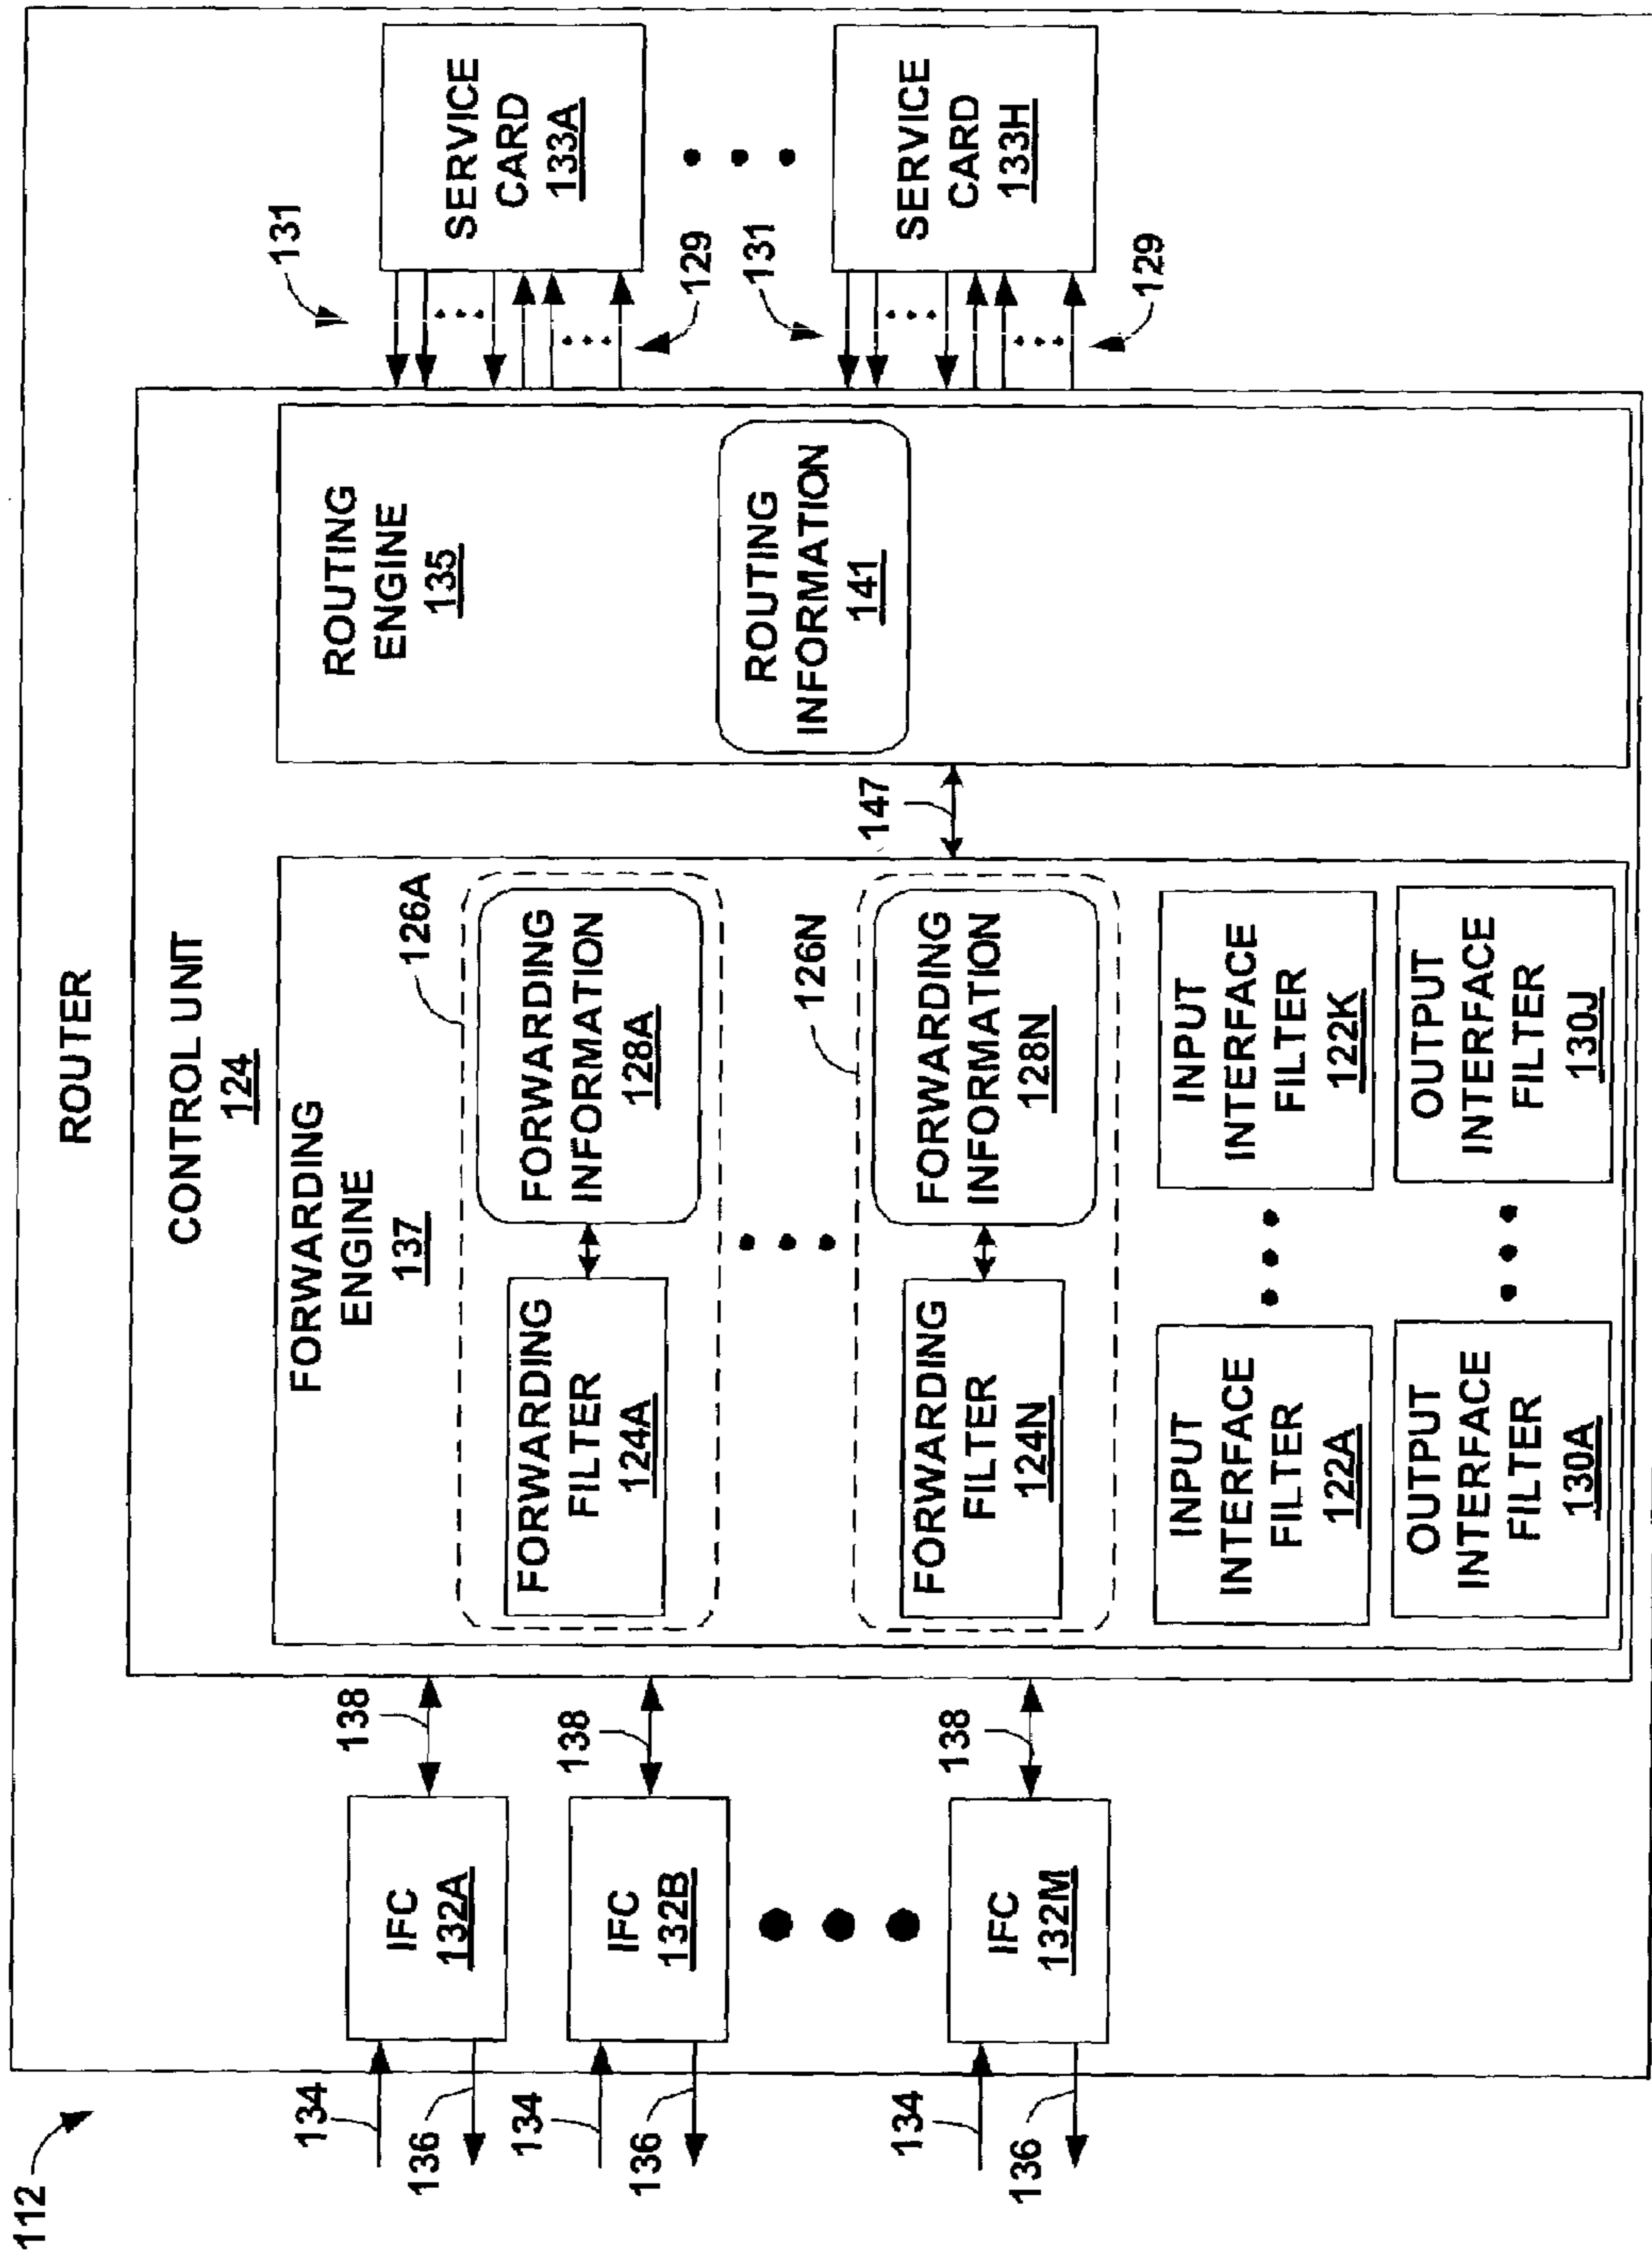 112
ROUTER
CONTROL UNIT
124
FORWARDING
ENGINE
137
126A
FORWARDING
FILTER
124A
FORWARDING
INFORMATION
128A
126N
FORWARDING
FILTER
124N
FORWARDING
INFORMATION
128N
INPUT
INTERFACE
FILTER
122A
INPUT
INTERFACE
FILTER
122K
OUTPUT
INTERFACE
FILTER
130A
OUTPUT
INTERFACE
FILTER
130J
147
ROUTING
ENGINE
135
ROUTING
INFORMATION
141
134
136
IFC
132A
138
134
136
IFC
132B
138
134
136
IFC
132M
138
131
129
SERVICE
CARD
133A
131
129
SERVICE
CARD
133H